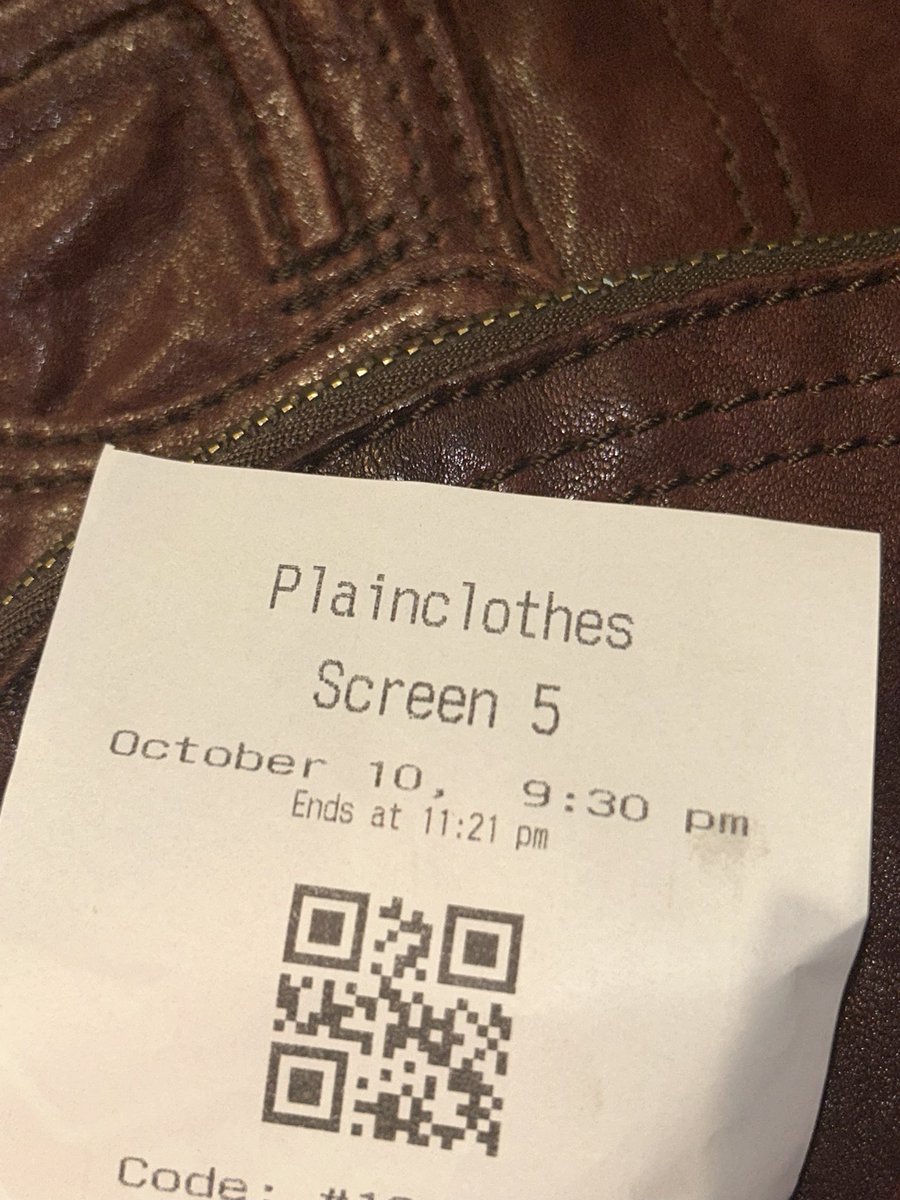 Plainclothes
Screen 5
October 10, 9:30 pm
Ends at 11:21 pm
Code: